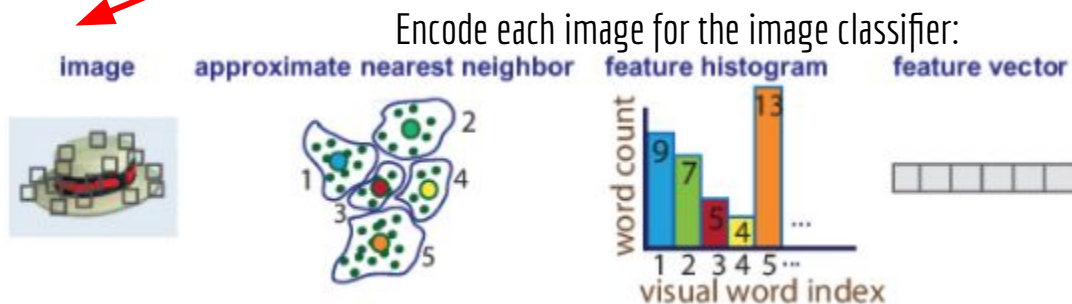 Encode each image for the image classifier:
image approximate nearest neighbor feature histogram feature vector
1
2
3
4
5
word count
9
7
5
4
13
...
1 2 3 4 5 ...
visual word index